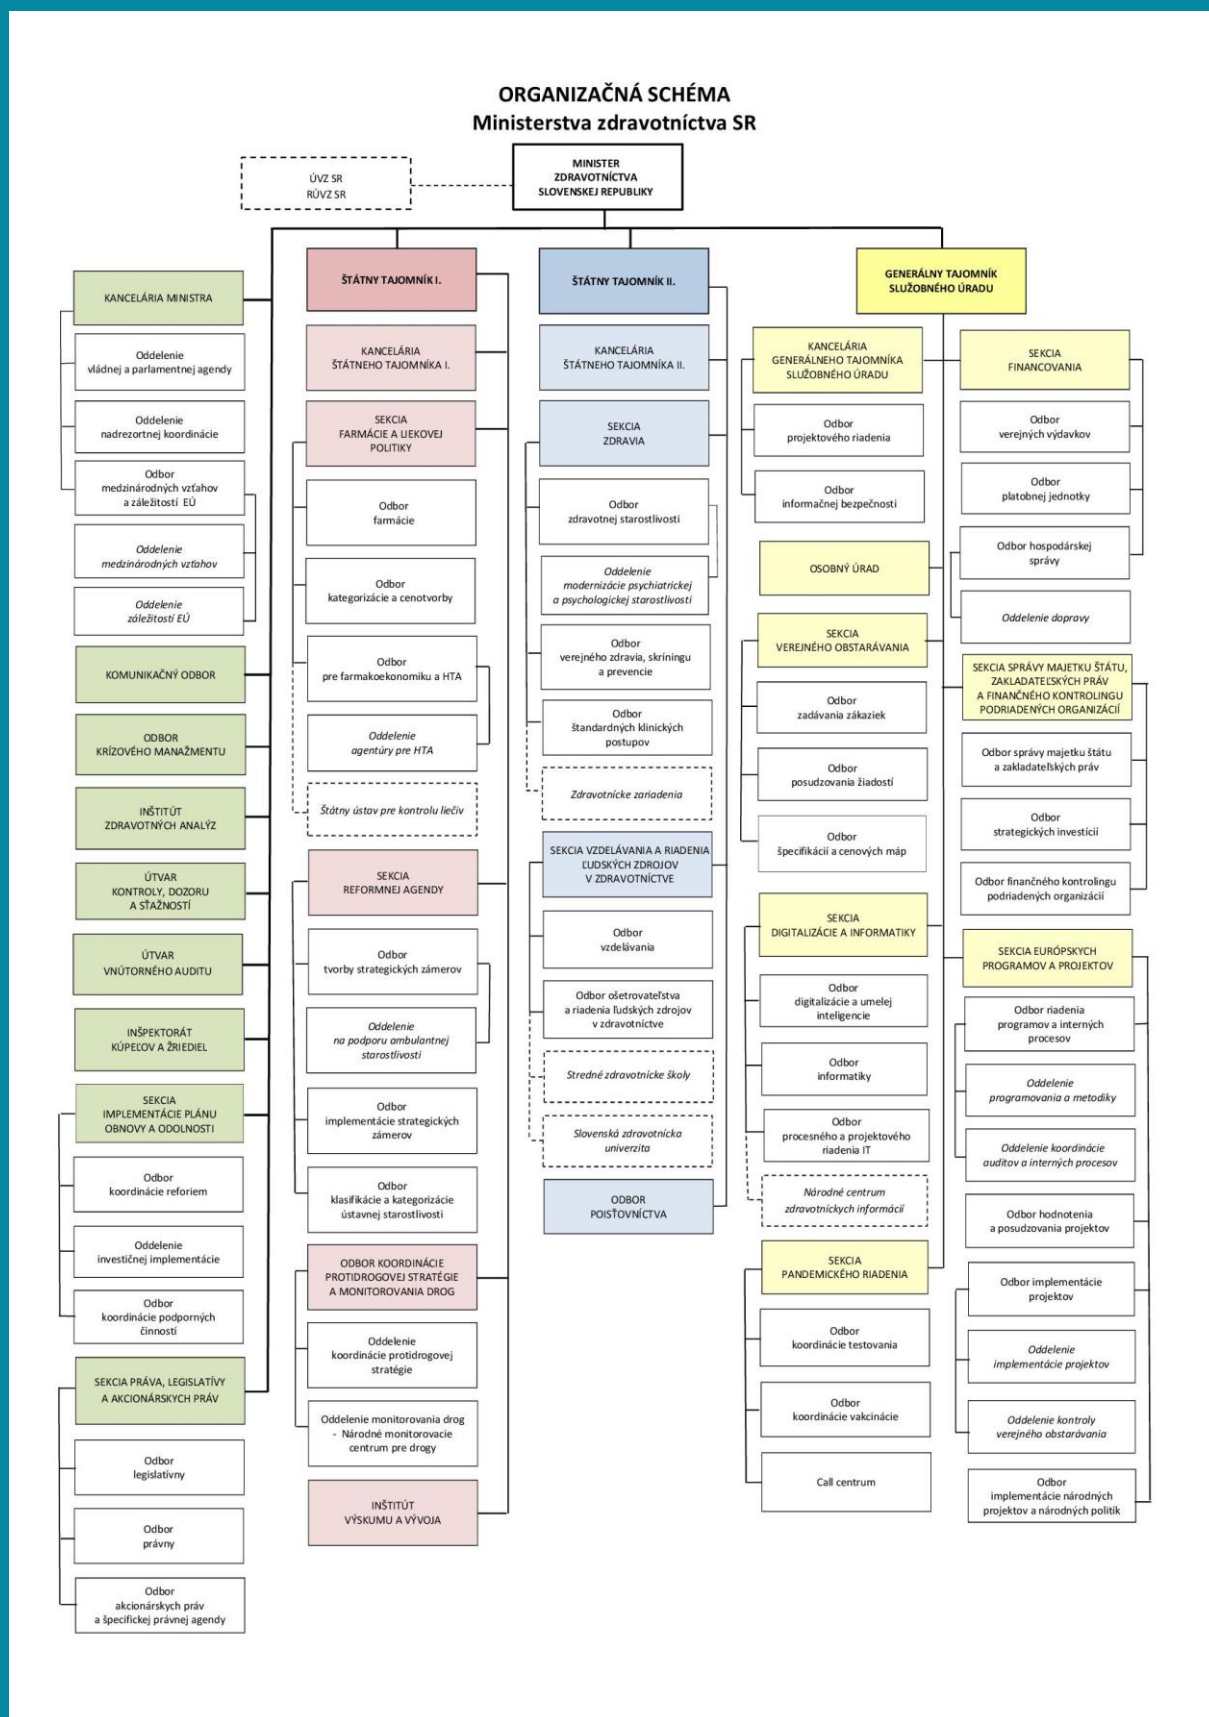 ORGANIZAČNÁ SCHÉMA
Ministerstva zdravotníctva SR
ÚVZ SR
RÚVZ SR
MINISTER
ZDRAVOTNÍCTVA
SLOVENSKEJ REPUBLIKY
KANCELÁRIA MINISTRA
Oddelenie
vládnej a parlamentnej agendy
Oddelenie
nadrezortnej koordinácie
Odbor
medzinárodných vzťahov
a záležitostí EÚ
Oddelenie
medzinárodných vzťahov
Oddelenie
záležitostí EÚ
KOMUNIKAČNÝ ODBOR
ODBOR
KRÍZOVÉHO MANAŽMENTU
INŠTITÚT
ZDRAVOTNÝCH ANALÝZ
ÚTVAR
KONTROLY, DOZORU
A SŤAŽNOSTÍ
ÚTVAR
VNÚTORNÉHO AUDITU
INŠPEKTORÁT
KÚPEĽOV A ŽRIEDIEL
SEKCIA
IMPLEMENTÁCIE PLÁNU
OBNOVY A ODOLNOSTI
Odbor
koordinácie reforiem
Oddelenie
investičnej implementácie
Odbor
koordinácie podporných
činností
SEKCIA PRÁVA, LEGISLATÍVY
A AKCIONÁRSKYCH PRÁV
Odbor
legislatívny
Odbor
právny
Odbor
akcionárskych práv
a špecifickej právnej agendy
ŠTÁTNY TAJOMNÍK I.
KANCELÁRIA
ŠTÁTNEHO TAJOMNÍKA I.
SEKCIA
FARMÁCIE A LIEKOVEJ
POLITIKY
Odbor
farmácie
Odbor
kategorizácie a cenotvorby
Odbor
pre farmakoekonomiku a HTA
Oddelenie
agentúry pre HTA
Štátny ústav pre kontrolu liečiv
SEKCIA
REFORMNEJ AGENDY
Odbor
tvorby strategických zámerov
Oddelenie
na podporu ambulantnej
starostlivosti
Odbor
implementácie strategických
zámerov
Odbor
klasifikácie a kategorizácie
ústavnej starostlivosti
ODBOR KOORDINÁCIE
PROTIDROGOVEJ STRATÉGIE
A MONITOROVANIA DROG
Oddelenie
koordinácie protidrogovej
stratégie
Oddelenie monitorovania drog
- Národné monitorovacie
centrum pre drogy
INŠTITÚT
VÝSKUMU A VÝVOJA
ŠTÁTNY TAJOMNÍK II.
KANCELÁRIA
ŠTÁTNEHO TAJOMNÍKA II.
SEKCIA
ZDRAVIA
Odbor
zdravotnej starostlivosti
Oddelenie
modernizácie psychiatrickej
a psychologickej starostlivosti
Odbor
verejného zdravia, skríningu
a prevencie
Odbor
štandardných klinických
postupov
Zdravotnícke zariadenia
SEKCIA VZDELÁVANIA A RIADENIA
ĽUDSKÝCH ZDROJOV
V ZDRAVOTNÍCTVE
Odbor
vzdelávania
Odbor ošetrovateľstva
a riadenia ľudských zdrojov
v zdravotníctve
Stredné zdravotnícke školy
Slovenská zdravotnícka
univerzita
ODBOR
POISŤOVNÍCTVA
GENERÁLNY TAJOMNÍK
SLUŽOBNÉHO ÚRADU
KANCELÁRIA
GENERÁLNEHO TAJOMNÍKA
SLUŽOBNÉHO ÚRADU
Odbor
projektového riadenia
Odbor
informačnej bezpečnosti
OSOBNÝ ÚRAD
SEKCIA
VEREJNÉHO OBSTARÁVANIA
Odbor
zadávania zákaziek
Odbor
posudzovania žiadostí
Odbor
špecifikácií a cenových máp
SEKCIA
DIGITALIZÁCIE A INFORMATIKY
Odbor
digitalizácie a umelej
inteligencie
Odbor
informatiky
Odbor
procesného a projektového
riadenia IT
Národné centrum
zdravotníckych informácií
SEKCIA
PANDEMICKÉHO RIADENIA
Odbor
koordinácie testovania
Odbor
koordinácie vakcinácie
Call centrum
SEKCIA
FINANCOVANIA
Odbor
verejných výdavkov
Odbor
platobnej jednotky
Odbor hospodárskej
správy
Oddelenie dopravy
SEKCIA SPRÁVY MAJETKU ŠTÁTU,
ZAKLADATEĽSKÝCH PRÁV
A FINANČNÉHO KONTROLINGU
PODRIADENÝCH ORGANIZÁCIÍ
Odbor správy majetku štátu
a zakladateľských práv
Odbor
strategických investícií
Odbor finančného kontrolingu
podriadených organizácií
SEKCIA EURÓPSKYCH
PROGRAMOV A PROJEKTOV
Odbor riadenia
programov a interných
procesov
Oddelenie
programovania a metodiky
Oddelenie koordinácie
auditov a interných procesov
Odbor hodnotenia
a posudzovania projektov
Odbor implementácie
projektov
Oddelenie
implementácie projektov
Oddelenie kontroly
verejného obstarávania
Odbor
implementácie národných
projektov a národných politík